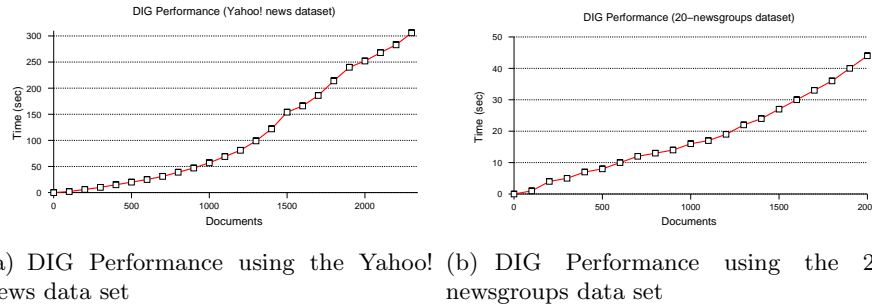 DIG Performance (Yahoo! news dataset)
300
250
200
150
100
50
0
Time (sec)
0 500 1000 1500 2000
Documents
DIG Performance (20−newsgroups dataset)
50
40
30
20
10
0
Time (sec)
0 500 1000 1500 200
Documents
) DIG Performance using the Yahoo!
ews data set
(b) DIG Performance using the 2
newsgroups data set